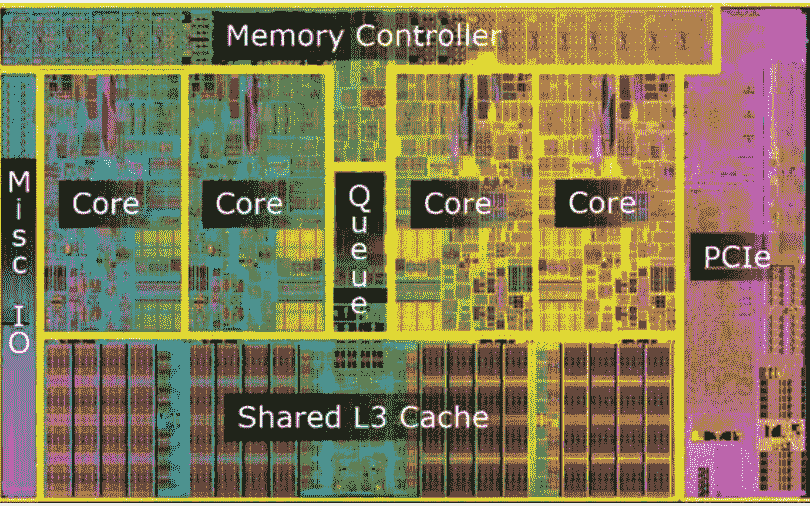 Memory Controller
Misc IO
Core
Core
Queue
Core
Core
PCIe
Shared L3 Cache